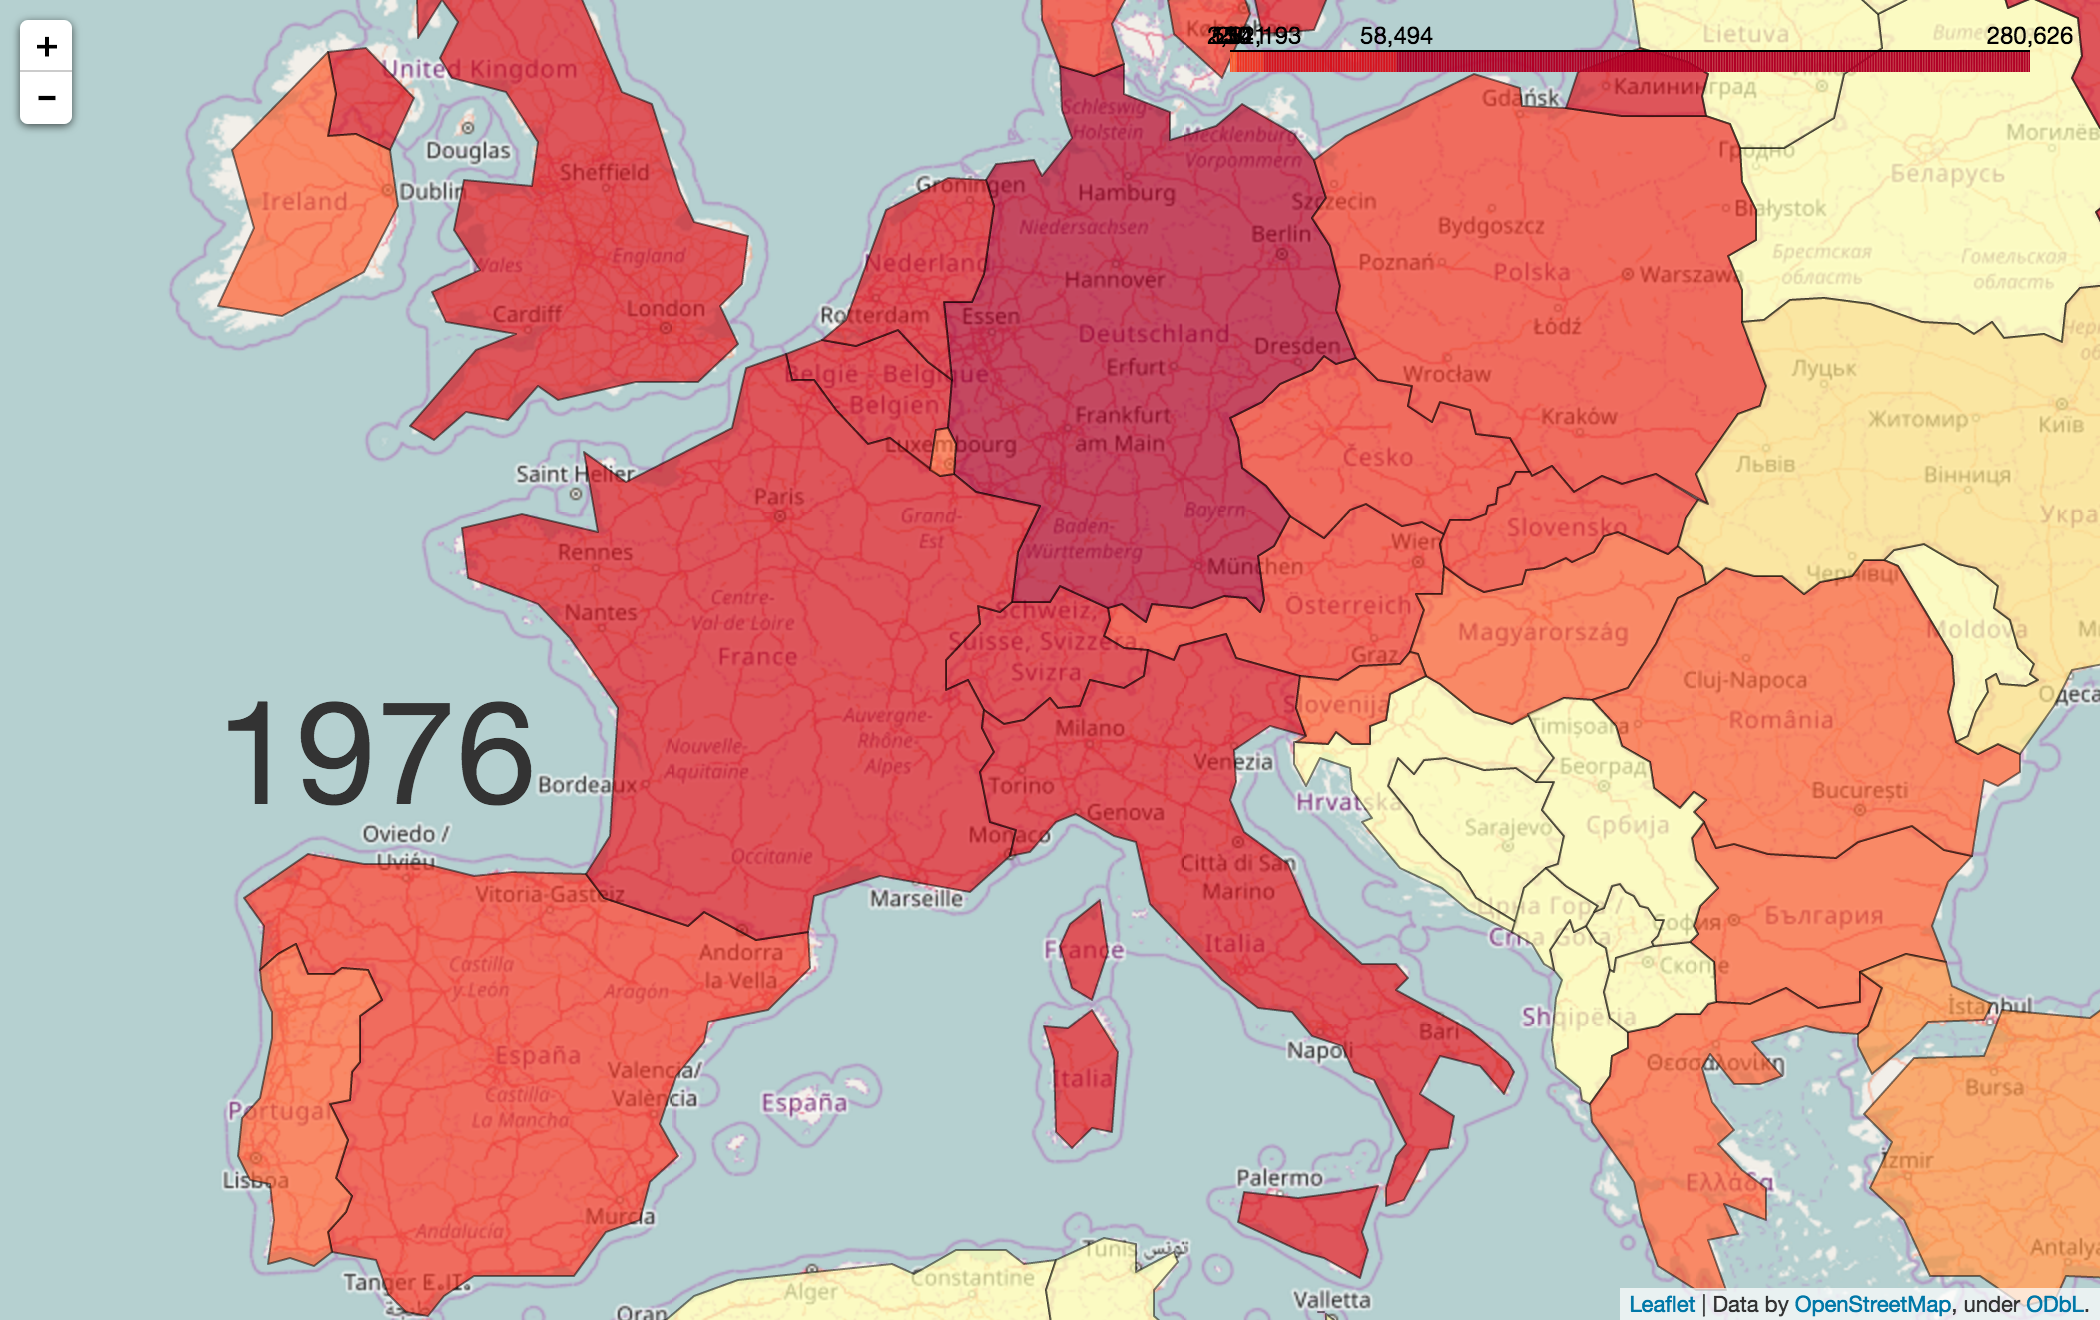 +
−
United Kingdom
Douglas
Dublin
Ireland
Sheffield
Wales
England
Cardiff
London
58,494
280,626
Lietuva
Gdańsk
Калининград
Могилёв
Гродно
Беларусь
Białystok
Брестская
область
Гомельская
область
Schleswig-
Holstein
Mecklenburg-
Vorpommern
Hamburg
Groningen
Niedersachsen
Berlin
Szczecin
Bydgoszcz
Poznań
Polska
Warszawa
Nederland
Hannover
Rotterdam
Essen
Deutschland
Dresden
Erfurt
Łódź
Wrocław
Kraków
België - Belgique
Belgien
Frankfurt
am Main
Luxembourg
Česko
Луцьк
Житомир
Київ
Львів
Вінниця
Укра
Saint Helier
Paris
Grand-
Est
Rennes
Baden-
Württemberg
Bayern
München
Wien
Slovensko
Чернівці
Nantes
Centre-
Val de Loire
France
Schweiz,
Suisse, Svizzera
Svizra
Österreich
Graz
Magyarország
Moldova
Одеса
Cluj-Napoca
România
Slovenija
Timișoara
1976
Nouvelle-
Aquitaine
Auvergne-
Rhône-
Alpes
Milano
Torino
Venezia
Bordeaux
Genova
Monaco
Hrvatska
Београд
Sarajevo
Србија
București
Oviedo /
Uviéu
Occitanie
Città di San
Marino
Vitoria-Gasteiz
Marseille
Црна Гора /
Crna Gora
София
България
Скопје
Andorra
la Vella
France
Italia
Castilla
y León
Aragón
España
Castilla-
La Mancha
Valencia/
València
Portugal
Lisboa
España
Italia
Napoli
Bari
Shqipëria
Θεσσαλονίκη
İstanbul
Bursa
İzmir
Ελλάδα
Antalya
Murcia
Andalucía
Palermo
Tunis تونس
Tanger
Alger
Constantine
Oran
Valletta
Leaflet | Data by OpenStreetMap, under ODbL.